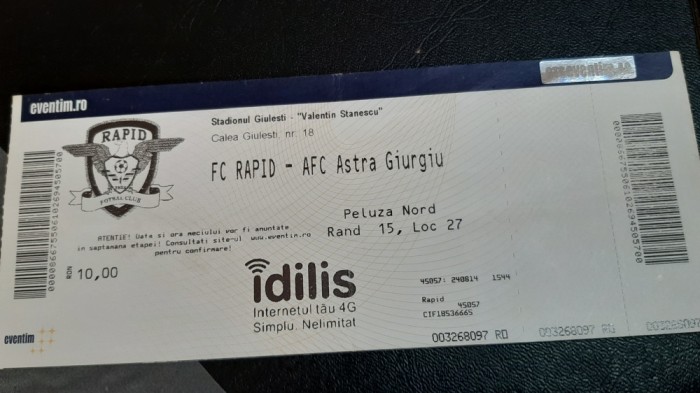 eventim.ro
Stadionul Giulesti - "Valentin Stanescu"
Calea Giulesti, nr. 18
RAPID
FOTBAL CLUB
FC RAPID - AFC Astra Giurgiu
Peluza Nord
Rand 15, Loc 27
ATENTIE! Data si ora meciului vor fi anuntate
in saptamana etapei! Consultati site-ul www.eventim.ro
pentru confirmare!
RON 10,00
idilis
Internetul tău 4G
Simplu. Nelimitat
45057: 240814 1544
Rapid 45057
CIF18536665
eventim
003268097 RO
003268097 RO
003268097
000086675506102694505700
000086675506102694505700